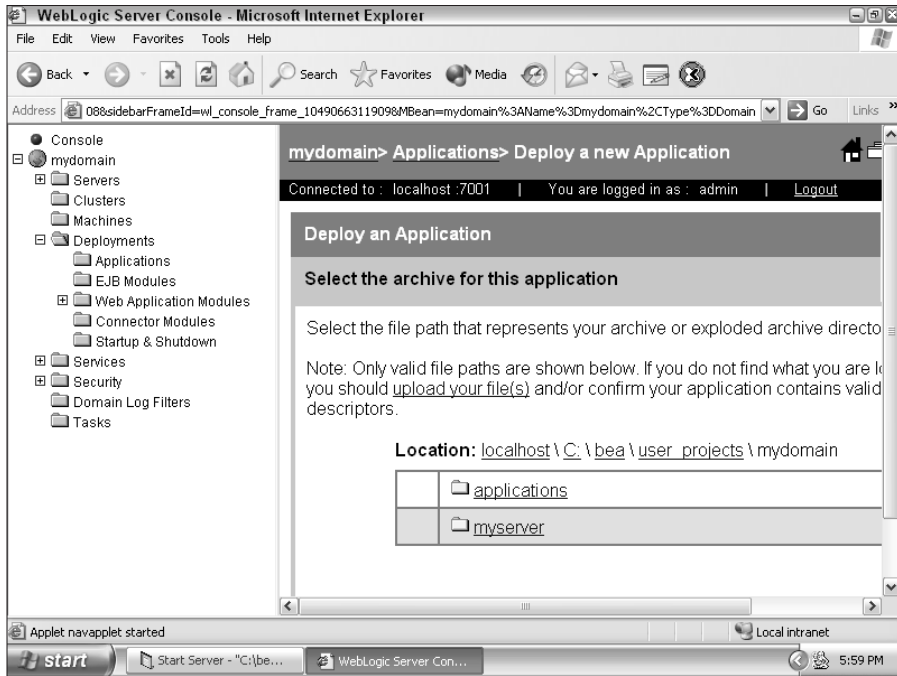 WebLogic Server Console - Microsoft Internet Explorer
File Edit View Favorites Tools Help
Back Search Favorites Media
Address 08&sidebarFrameId=wl_console_frame_1049066311909&MBean=mydomain%3AName%3Dmydomain%2CType%3DDomain Go Links »
Console
mydomain
Servers
Clusters
Machines
Deployments
Applications
EJB Modules
Web Application Modules
Connector Modules
Startup & Shutdown
Services
Security
Domain Log Filters
Tasks
mydomain> Applications> Deploy a new Application
Connected to : localhost :7001 | You are logged in as : admin | Logout
Deploy an Application
Select the archive for this application
Select the file path that represents your archive or exploded archive directo
Note: Only valid file paths are shown below. If you do not find what you are lo
you should upload your file(s) and/or confirm your application contains valid
descriptors.
Location: localhost \ C: \ bea \ user_projects \ mydomain
applications
myserver
Applet navapplet started Local intranet
start Start Server - "C:\be... WebLogic Server Con... 5:59 PM